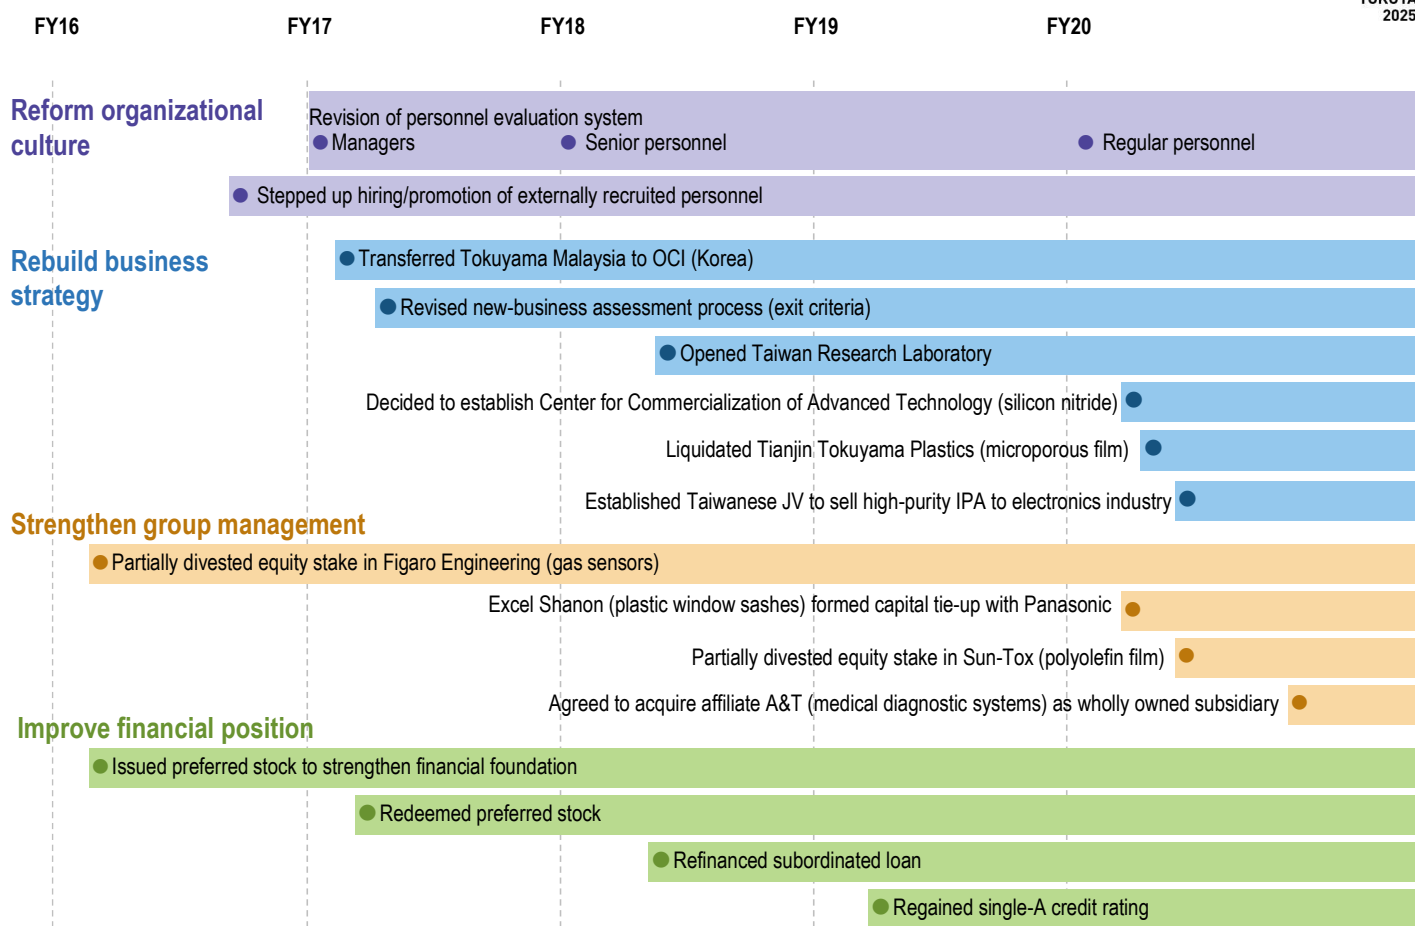 2025
FY16
FY17
FY18
FY19
FY20
Reform organizational
culture
Revision of personnel evaluation system
Managers
Senior personnel
Regular personnel
Stepped up hiring/promotion of externally recruited personnel
Rebuild business
strategy
Transferred Tokuyama Malaysia to OCI (Korea)
Revised new-business assessment process (exit criteria)
Opened Taiwan Research Laboratory
Decided to establish Center for Commercialization of Advanced Technology (silicon nitride)
Liquidated Tianjin Tokuyama Plastics (microporous film)
Established Taiwanese JV to sell high-purity IPA to electronics industry
Strengthen group management
Partially divested equity stake in Figaro Engineering (gas sensors)
Excel Shanon (plastic window sashes) formed capital tie-up with Panasonic
Partially divested equity stake in Sun-Tox (polyolefin film)
Agreed to acquire affiliate A&T (medical diagnostic systems) as wholly owned subsidiary
Improve financial position
Issued preferred stock to strengthen financial foundation
Redeemed preferred stock
Refinanced subordinated loan
Regained single-A credit rating